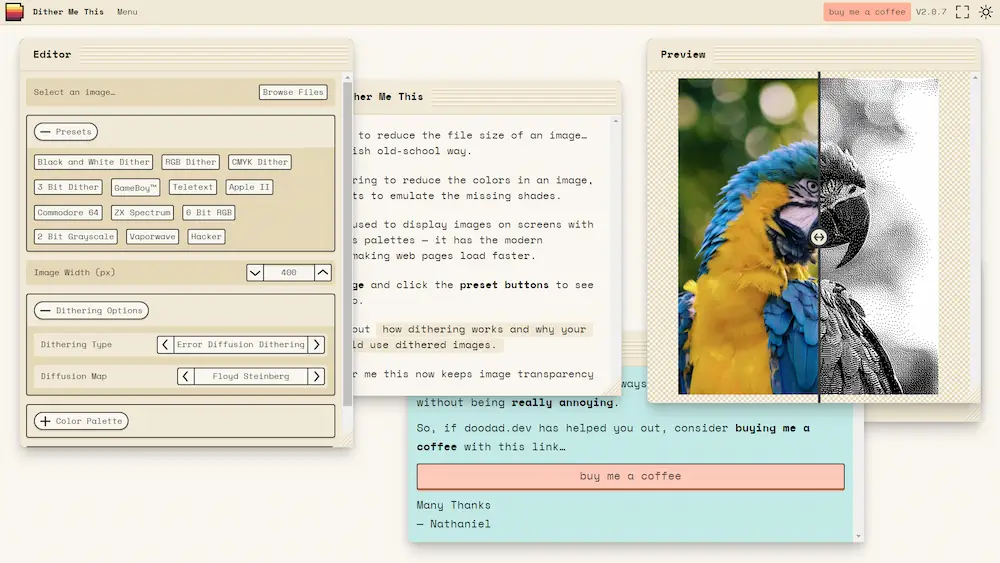 Dither Me This
Menu
buy me a coffee
V2.0.7
Editor
Select an image…
Browse Files
— Presets
Black and White Dither
RGB Dither
CMYK Dither
3 Bit Dither
GameBoy™
Teletext
Apple II
Commodore 64
ZX Spectrum
6 Bit RGB
2 Bit Grayscale
Vaporwave
Hacker
Image Width (px)
400
— Dithering Options
Dithering Type
Error Diffusion Dithering
Diffusion Map
Floyd Steinberg
+ Color Palette
her Me This
to reduce the file size of an image…
ish old-school way.
ring to reduce the colors in an image,
ts to emulate the missing shades.
used to display images on screens with
s palettes — it has the modern
making web pages load faster.
ge and click the preset buttons to see
o.
out how dithering works and why your
ld use dithered images.
r me this now keeps image transparency
Preview
ways
without being really annoying.
So, if doodad.dev has helped you out, consider buying me a
coffee with this link…
buy me a coffee
Many Thanks
— Nathaniel